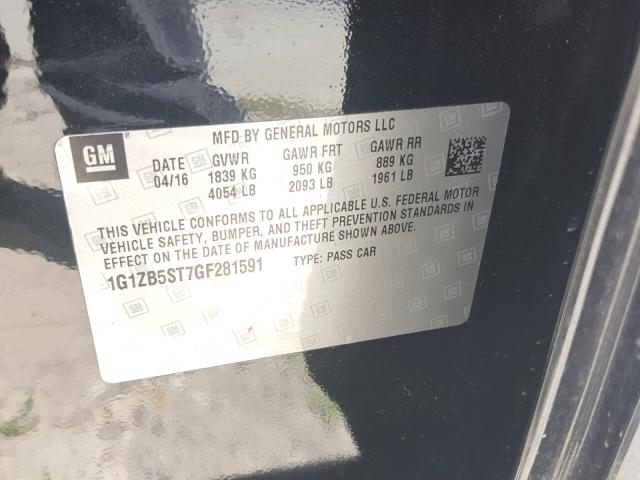 GM
MFD BY GENERAL MOTORS LLC
DATE GVWR GAWR FRT GAWR RR
04/16 1839 KG 950 KG 889 KG
4054 LB 2093 LB 1961 LB
THIS VEHICLE CONFORMS TO ALL APPLICABLE U.S. FEDERAL MOTOR
VEHICLE SAFETY, BUMPER, AND THEFT PREVENTION STANDARDS IN
EFFECT ON THE DATE OF MANUFACTURE SHOWN ABOVE.
1G1ZB5ST7GF281591 TYPE: PASS CAR